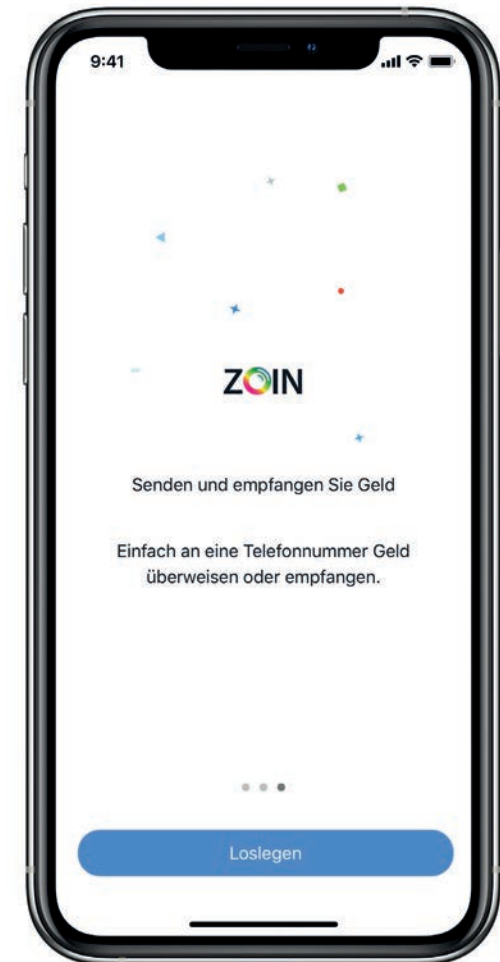 9:41
ZOIN
Senden und empfangen Sie Geld
Einfach an eine Telefonnummer Geld
überweisen oder empfangen.
Loslegen